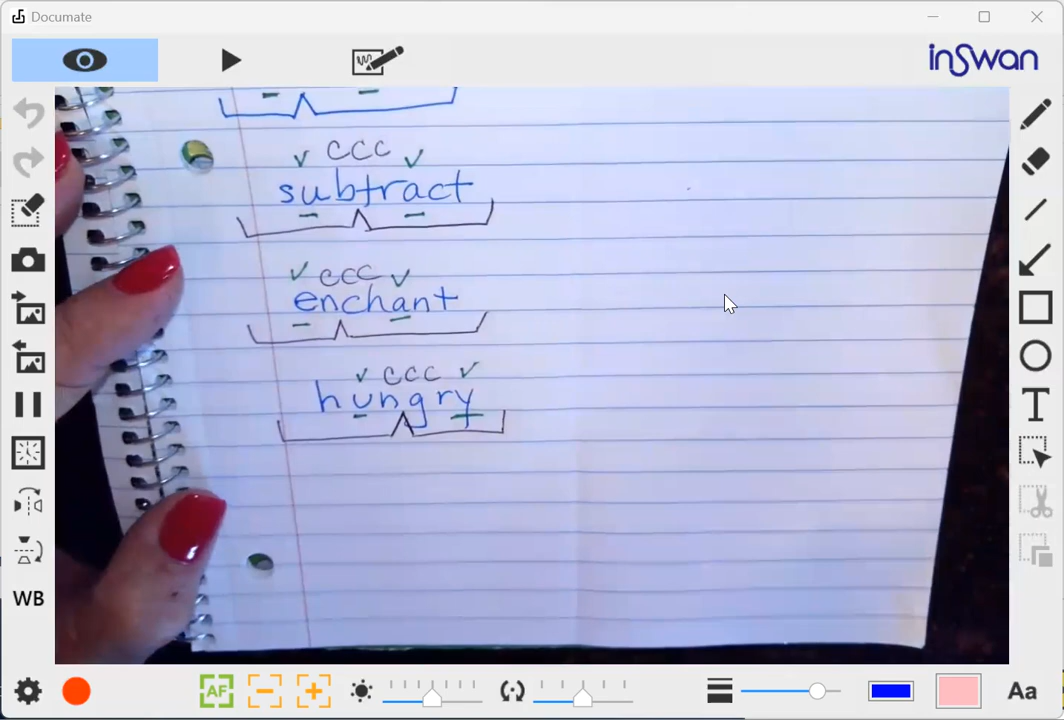 Documate
inSwan
✓ CCC ✓
subtract
✓ CCC ✓
enchant
✓ CCC ✓
hungry
WB
AF
T
Aa